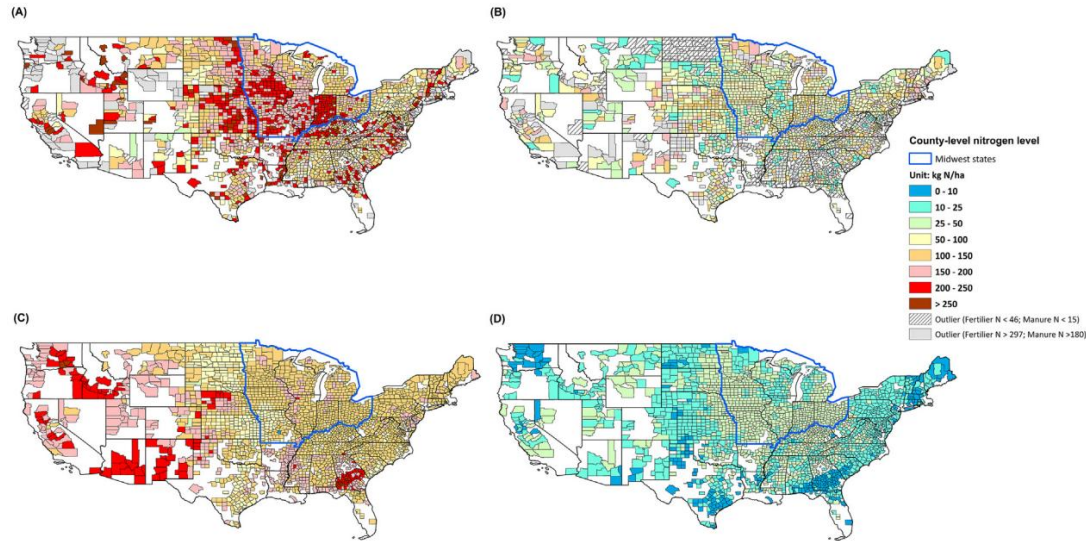 (A)
(B)
County-level nitrogen level
Midwest states
Unit: kg N/ha
0 - 10
10 - 25
25 - 50
50 - 100
100 - 150
150 - 200
200 - 250
> 250
Outlier (Fertilier N < 46; Manure N < 15)
Outlier (Fertilier N > 297; Manure N >180)
(C)
(D)